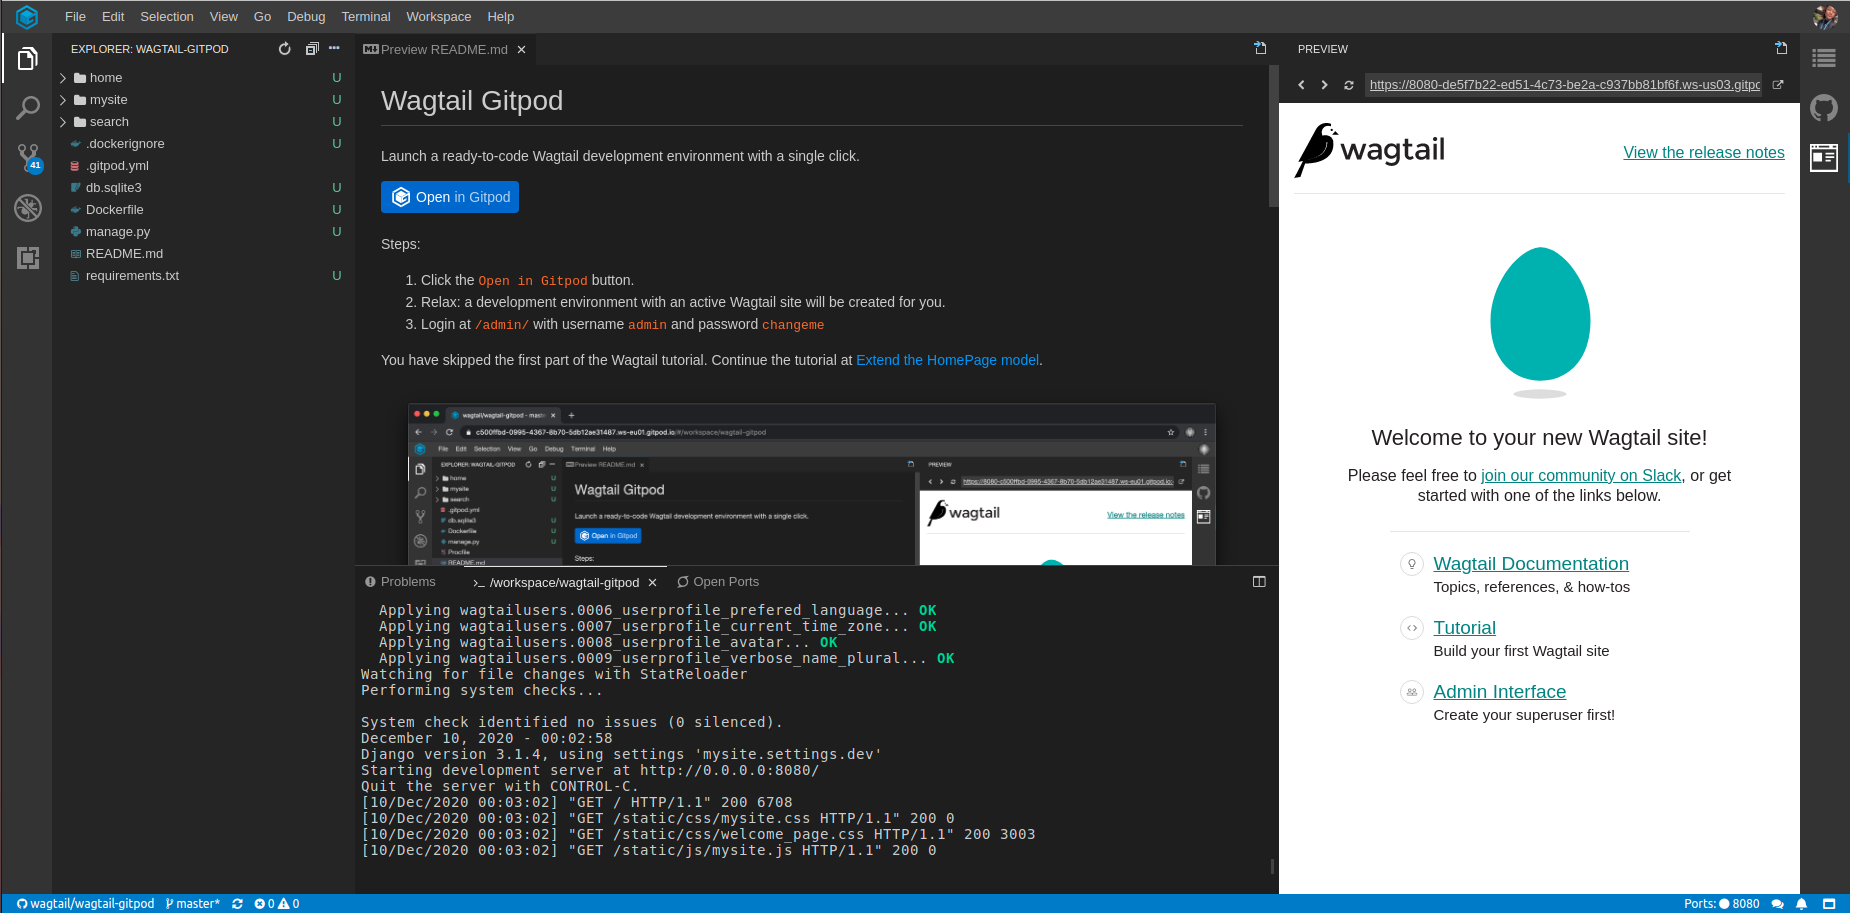 File Edit Selection View Go Debug Terminal Workspace Help
EXPLORER: WAGTAIL-GITPOD
home U
mysite U
search U
.dockerignore U
.gitpod.yml
db.sqlite3 U
Dockerfile U
manage.py U
README.md
requirements.txt U
41
Preview README.md
Wagtail Gitpod
Launch a ready-to-code Wagtail development environment with a single click.
Open in Gitpod
Steps:
1. Click the Open in Gitpod button.
2. Relax: a development environment with an active Wagtail site will be created for you.
3. Login at /admin/ with username admin and password changeme
You have skipped the first part of the Wagtail tutorial. Continue the tutorial at Extend the HomePage model.
wagtail/wagtail-gitpod - maste
c500ffbd-0995-4367-8b70-5db12ae31487.ws-eu01.gitpod.io/#/workspace/wagtail-gitpod
File Edit Selection View Go Debug Terminal Help
EXPLORER: WAGTAIL-GITPOD
home U
mysite U
search U
.gitpod.yml
db.sqlite3 U
Dockerfile U
manage.py U
Procfile
README.md
Preview README.md
Wagtail Gitpod
Launch a ready-to-code Wagtail development environment with a single click.
Open in Gitpod
Steps:
PREVIEW
https://8080-c500ffbd-0995-4367-8b70-5db12ae31487.ws-eu01.gitpod.io
wagtail
View the release notes
Problems
>_ /workspace/wagtail-gitpod
Open Ports
Applying wagtailusers.0006_userprofile_prefered_language... OK
Applying wagtailusers.0007_userprofile_current_time_zone... OK
Applying wagtailusers.0008_userprofile_avatar... OK
Applying wagtailusers.0009_userprofile_verbose_name_plural... OK
Watching for file changes with StatReloader
Performing system checks...
System check identified no issues (0 silenced).
December 10, 2020 - 00:02:58
Django version 3.1.4, using settings 'mysite.settings.dev'
Starting development server at http://0.0.0.0:8080/
Quit the server with CONTROL-C.
[10/Dec/2020 00:03:02] "GET / HTTP/1.1" 200 6708
[10/Dec/2020 00:03:02] "GET /static/css/mysite.css HTTP/1.1" 200 0
[10/Dec/2020 00:03:02] "GET /static/css/welcome_page.css HTTP/1.1" 200 3003
[10/Dec/2020 00:03:02] "GET /static/js/mysite.js HTTP/1.1" 200 0
PREVIEW
https://8080-de5f7b22-ed51-4c73-be2a-c937bb81bf6f.ws-us03.gitpo
wagtail
View the release notes
Welcome to your new Wagtail site!
Please feel free to join our community on Slack, or get
started with one of the links below.
Wagtail Documentation
Topics, references, & how-tos
Tutorial
Build your first Wagtail site
Admin Interface
Create your superuser first!
wagtail/wagtail-gitpod master* 0 0
Ports: 8080